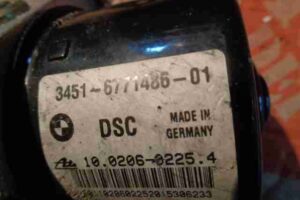 3451-6771486-01
DSC
MADE IN
GERMANY
10.0206-0225.4